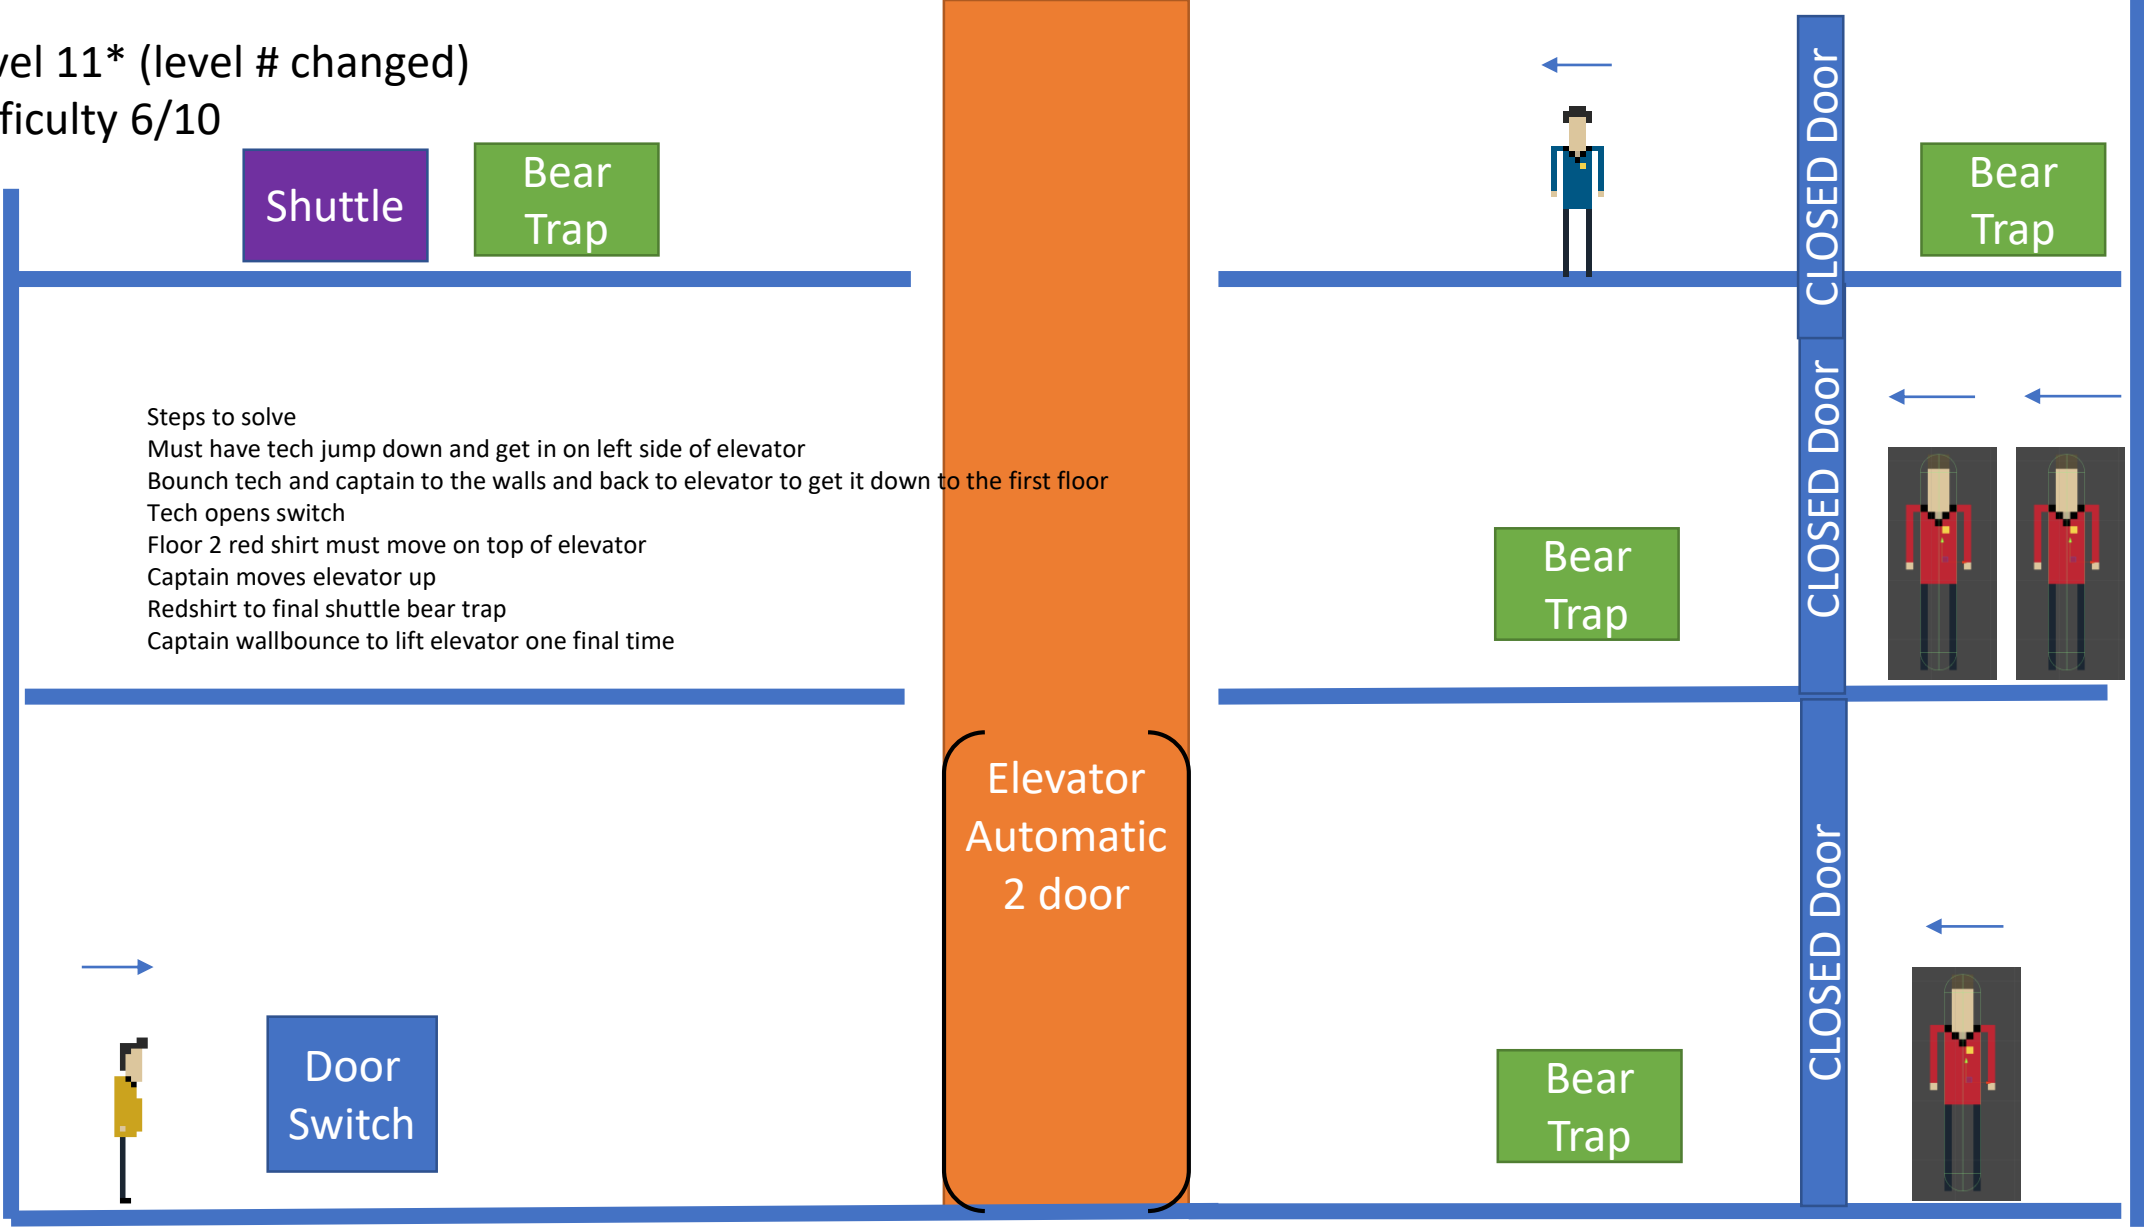 vel 11* (level # changed)
ficulty 6/10
Shuttle
Bear
Trap
CLOSED Door
Bear
Trap
Steps to solve
Must have tech jump down and get in on left side of elevator
Bounch tech and captain to the walls and back to elevator to get it down to the first floor
Tech opens switch
Floor 2 red shirt must move on top of elevator
Captain moves elevator up
Redshirt to final shuttle bear trap
Captain wallbounce to lift elevator one final time
Bear
Trap
CLOSED Door
Elevator
Automatic
2 door
Door
Switch
Bear
Trap
CLOSED Door